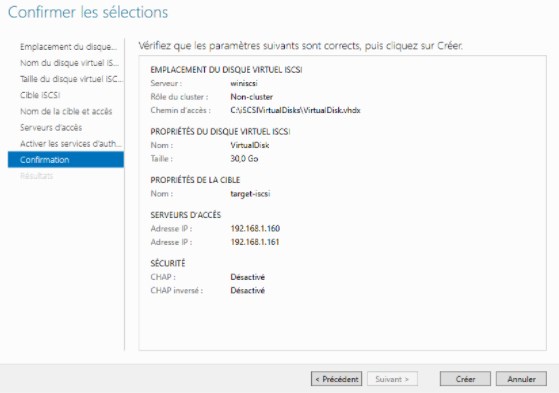 Confirmer les sélections
Emplacement du disque...
Nom du disque virtuel iS...
Taille du disque virtuel iSC...
Cible iSCSI
Nom de la cible et accès
Serveurs d'accès
Activer les services d'auth...
Confirmation
Résultats
Vérifiez que les paramètres suivants sont corrects, puis cliquez sur Créer.
EMPLACEMENT DU DISQUE VIRTUEL ISCSI
Serveur : winiscsi
Rôle du cluster : Non-cluster
Chemin d'accès : C:\iSCSIVirtualDisks\VirtualDisk.vhdx
PROPRIÉTÉS DU DISQUE VIRTUEL ISCSI
Nom : VirtualDisk
Taille : 30,0 Go
PROPRIÉTÉS DE LA CIBLE
Nom : target-iscsi
SERVEURS D'ACCÈS
Adresse IP : 192.168.1.160
Adresse IP : 192.168.1.161
SÉCURITÉ
CHAP : Désactivé
CHAP inversé : Désactivé
< Précédent Suivant > Créer Annuler